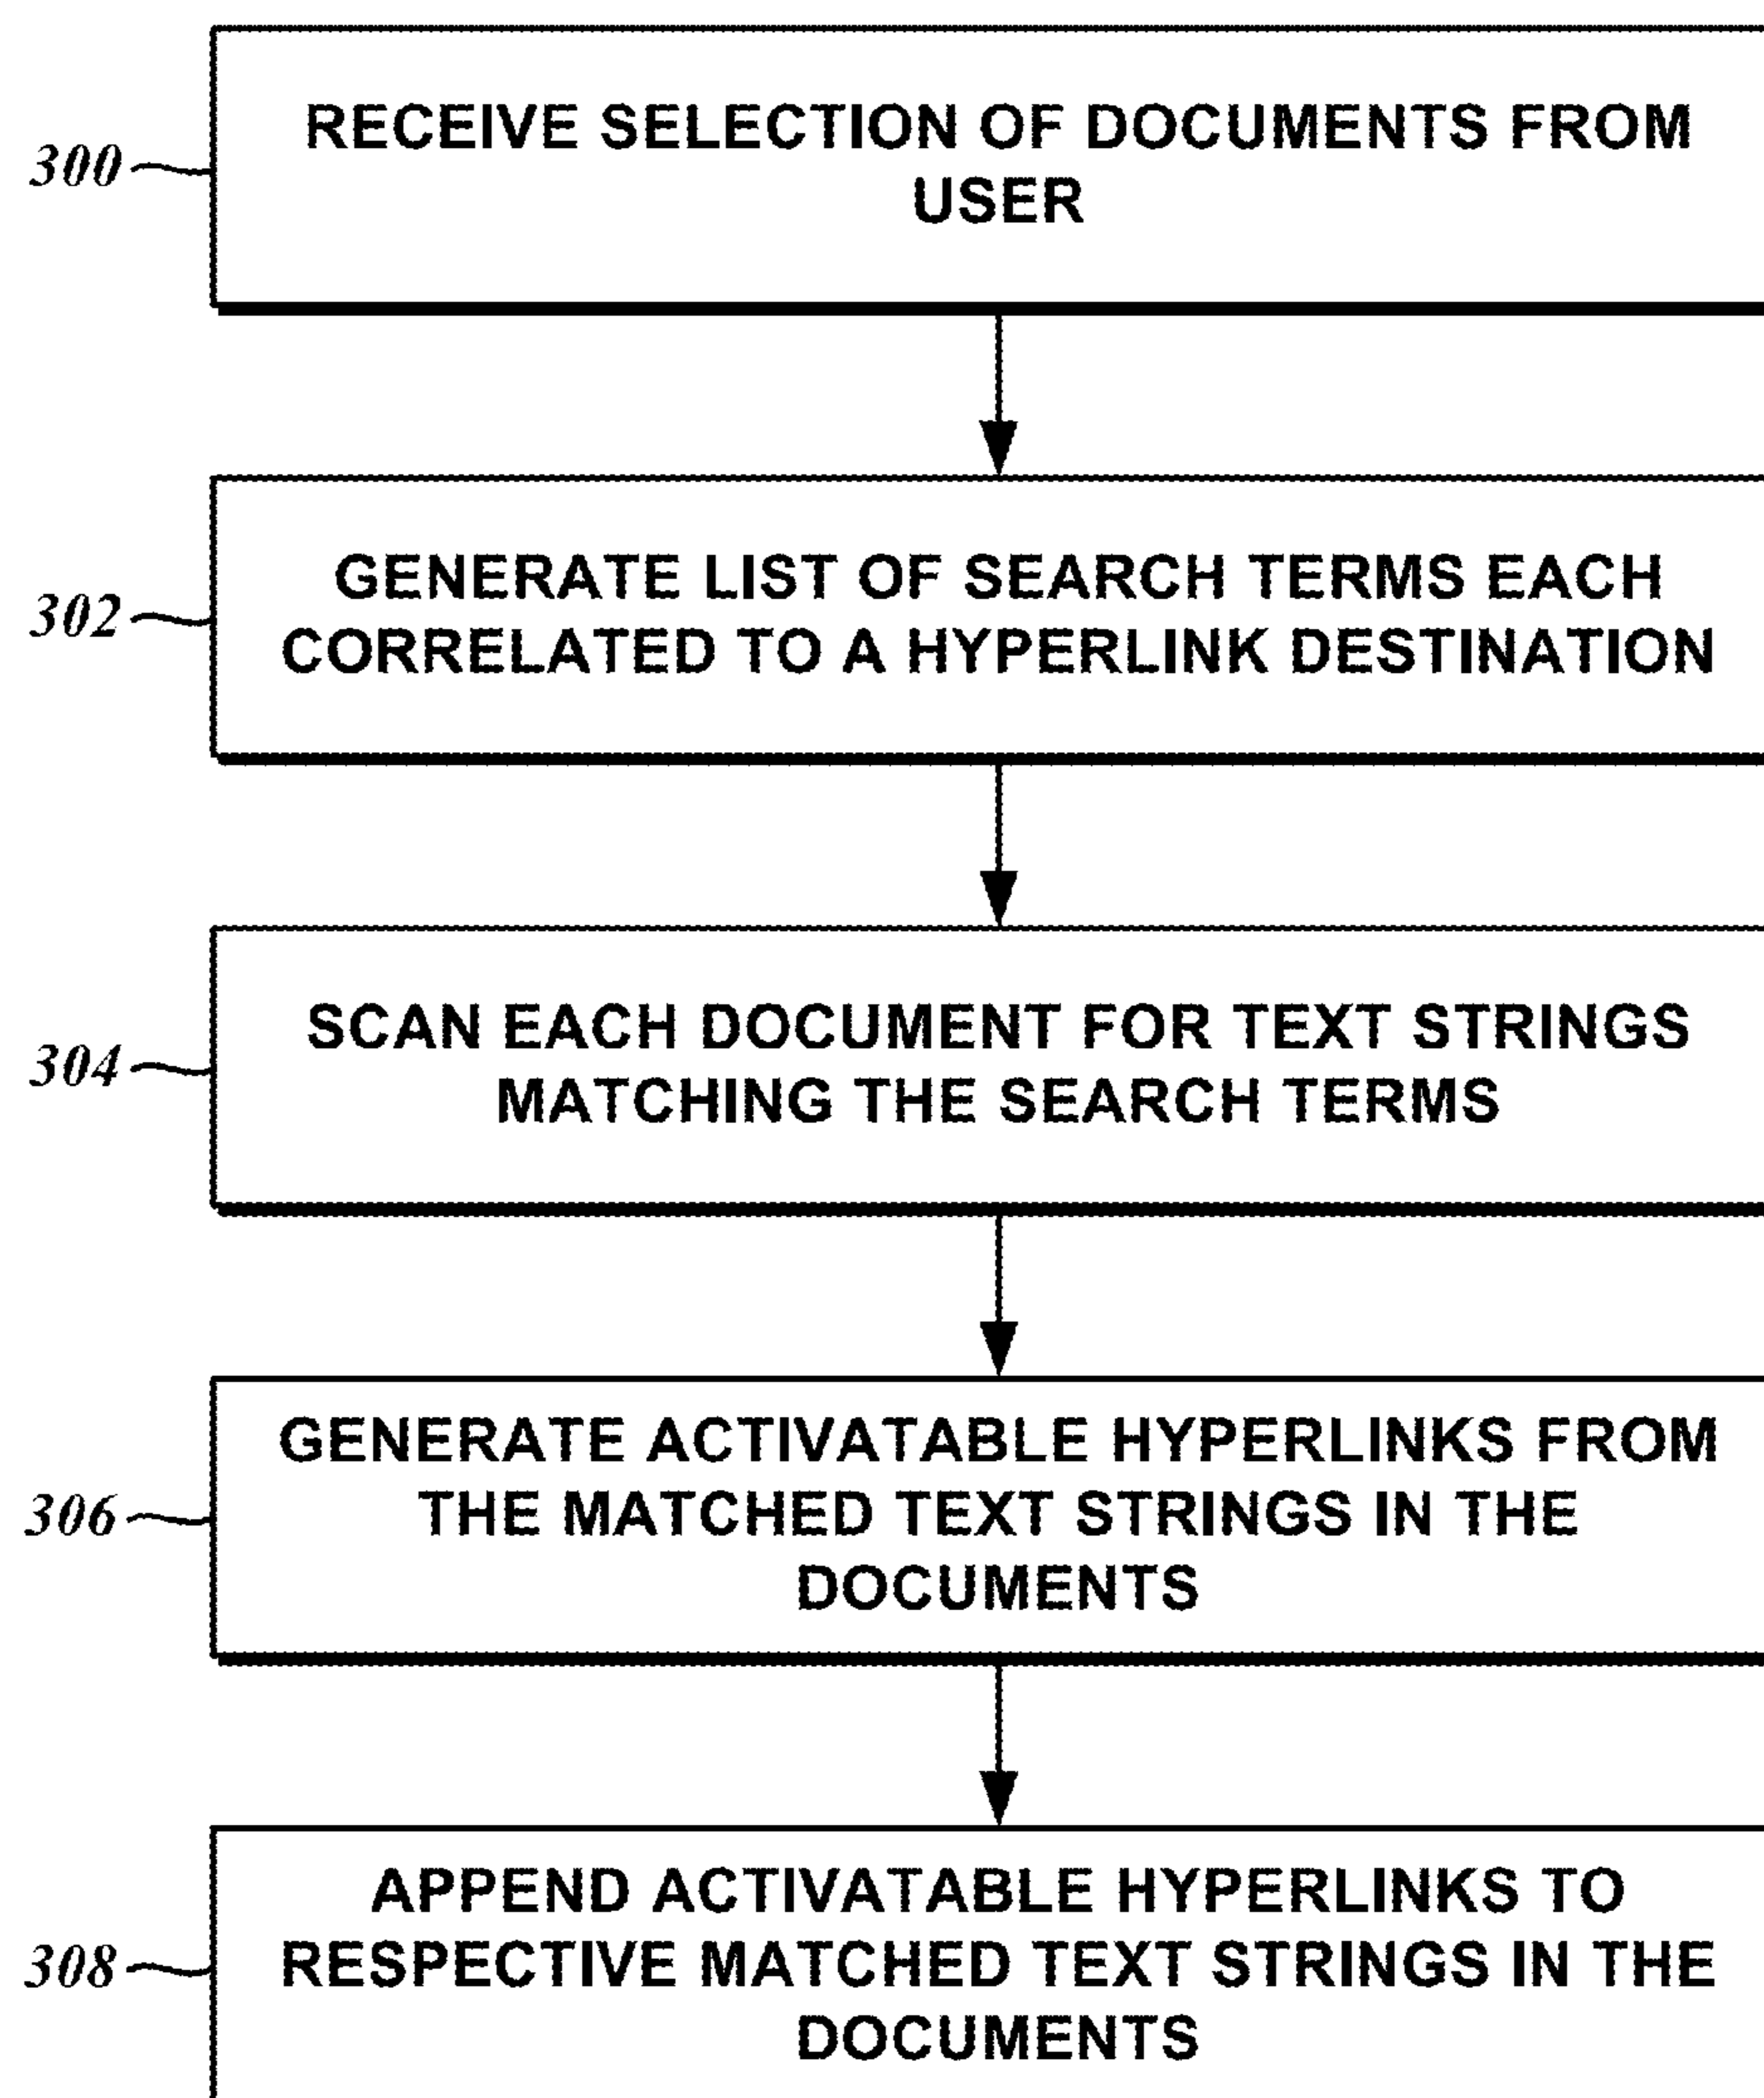 300
RECEIVE SELECTION OF DOCUMENTS FROM
USER
302
GENERATE LIST OF SEARCH TERMS EACH
CORRELATED TO A HYPERLINK DESTINATION
304
SCAN EACH DOCUMENT FOR TEXT STRINGS
MATCHING THE SEARCH TERMS
306
GENERATE ACTIVATABLE HYPERLINKS FROM
THE MATCHED TEXT STRINGS IN THE
DOCUMENTS
308
APPEND ACTIVATABLE HYPERLINKS TO
RESPECTIVE MATCHED TEXT STRINGS IN THE
DOCUMENTS